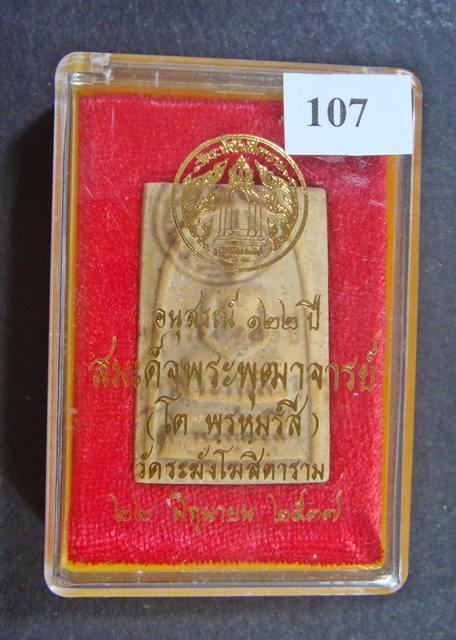 107
อนุสรณ์ ๑๒๒ ปี
สมเด็จพระพุฒาจารย์
(โต พรหมรํสี)
วัดระฆังโฆสิตาราม
๒๒ มิถุนายน ๒๕๓๗